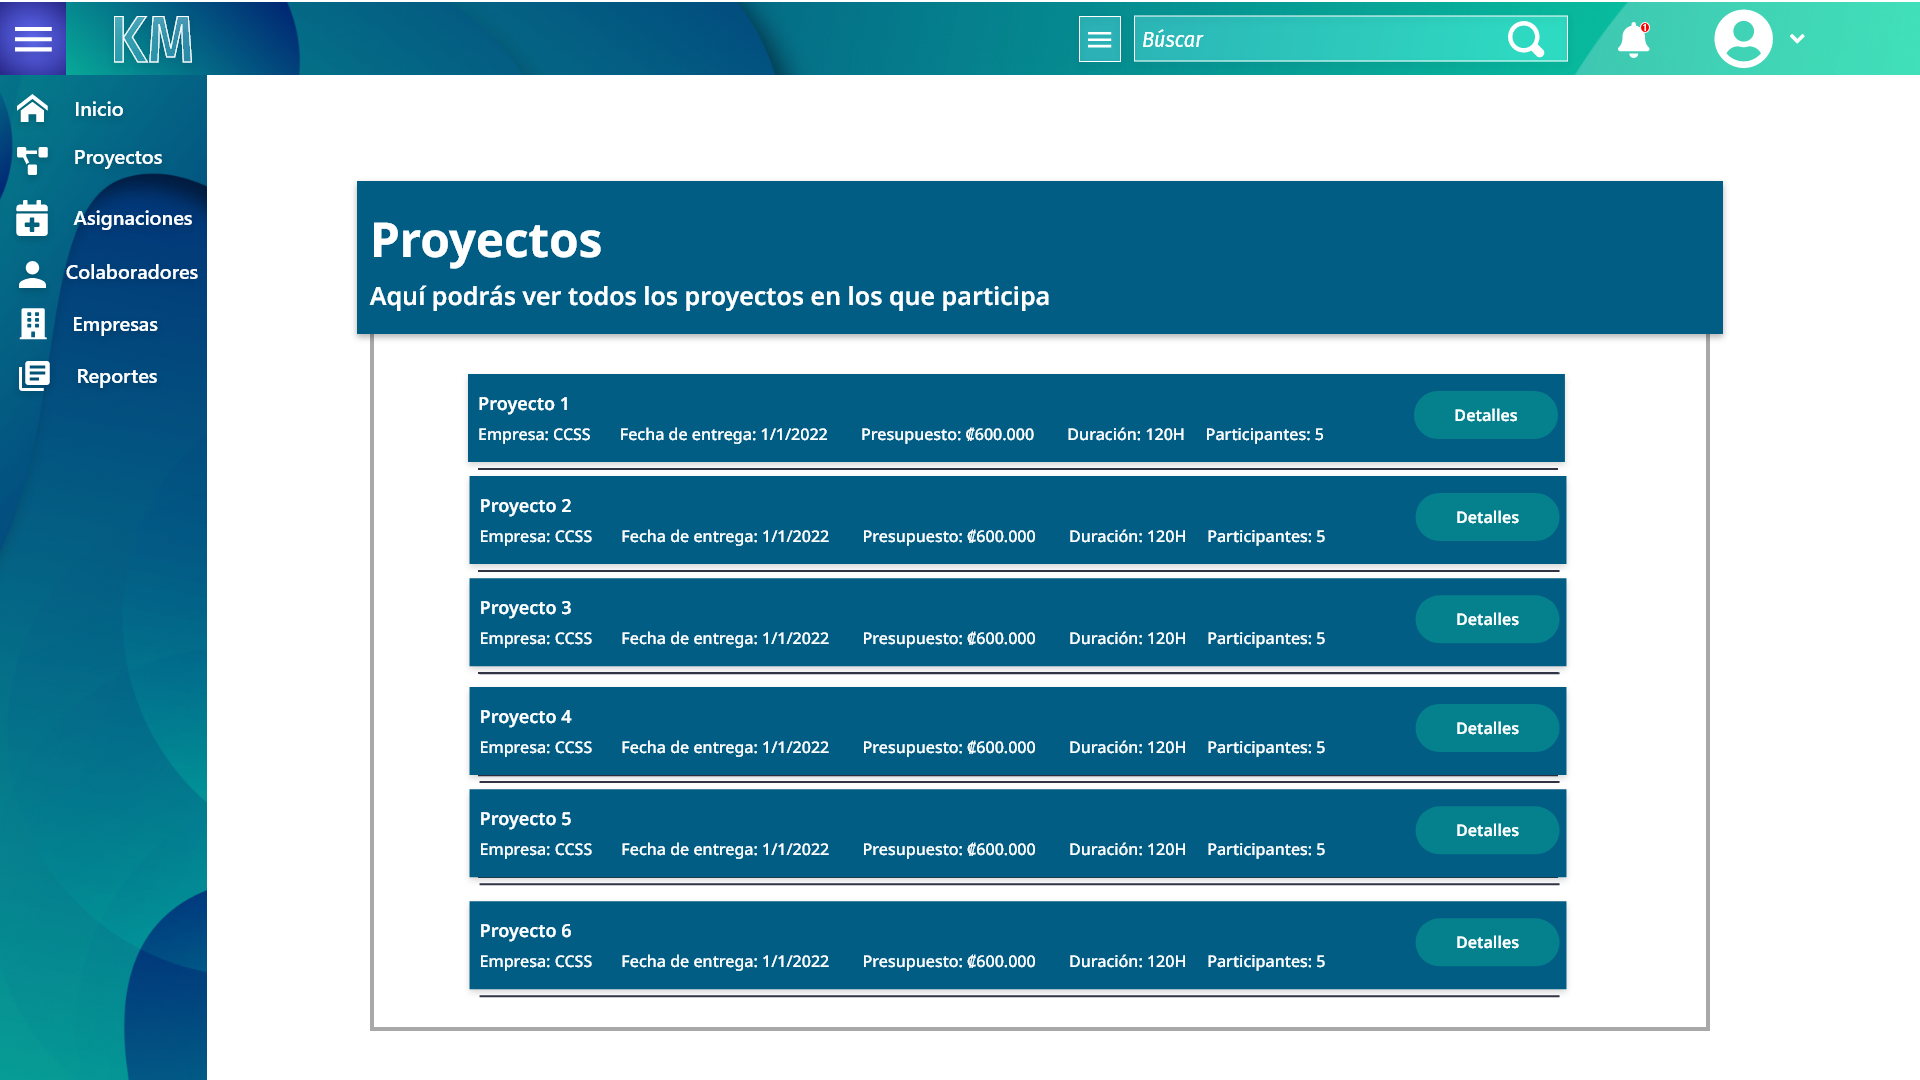 KM
Búscar
1
Inicio
Proyectos
Asignaciones
Colaboradores
Empresas
Reportes
Proyectos
Aquí podrás ver todos los proyectos en los que participa
Proyecto 1
Detalles
Empresa: CCSS Fecha de entrega: 1/1/2022 Presupuesto: ₡600.000 Duración: 120H Participantes: 5
Proyecto 2
Detalles
Empresa: CCSS Fecha de entrega: 1/1/2022 Presupuesto: ₡600.000 Duración: 120H Participantes: 5
Proyecto 3
Detalles
Empresa: CCSS Fecha de entrega: 1/1/2022 Presupuesto: ₡600.000 Duración: 120H Participantes: 5
Proyecto 4
Detalles
Empresa: CCSS Fecha de entrega: 1/1/2022 Presupuesto: ₡600.000 Duración: 120H Participantes: 5
Proyecto 5
Detalles
Empresa: CCSS Fecha de entrega: 1/1/2022 Presupuesto: ₡600.000 Duración: 120H Participantes: 5
Proyecto 6
Detalles
Empresa: CCSS Fecha de entrega: 1/1/2022 Presupuesto: ₡600.000 Duración: 120H Participantes: 5